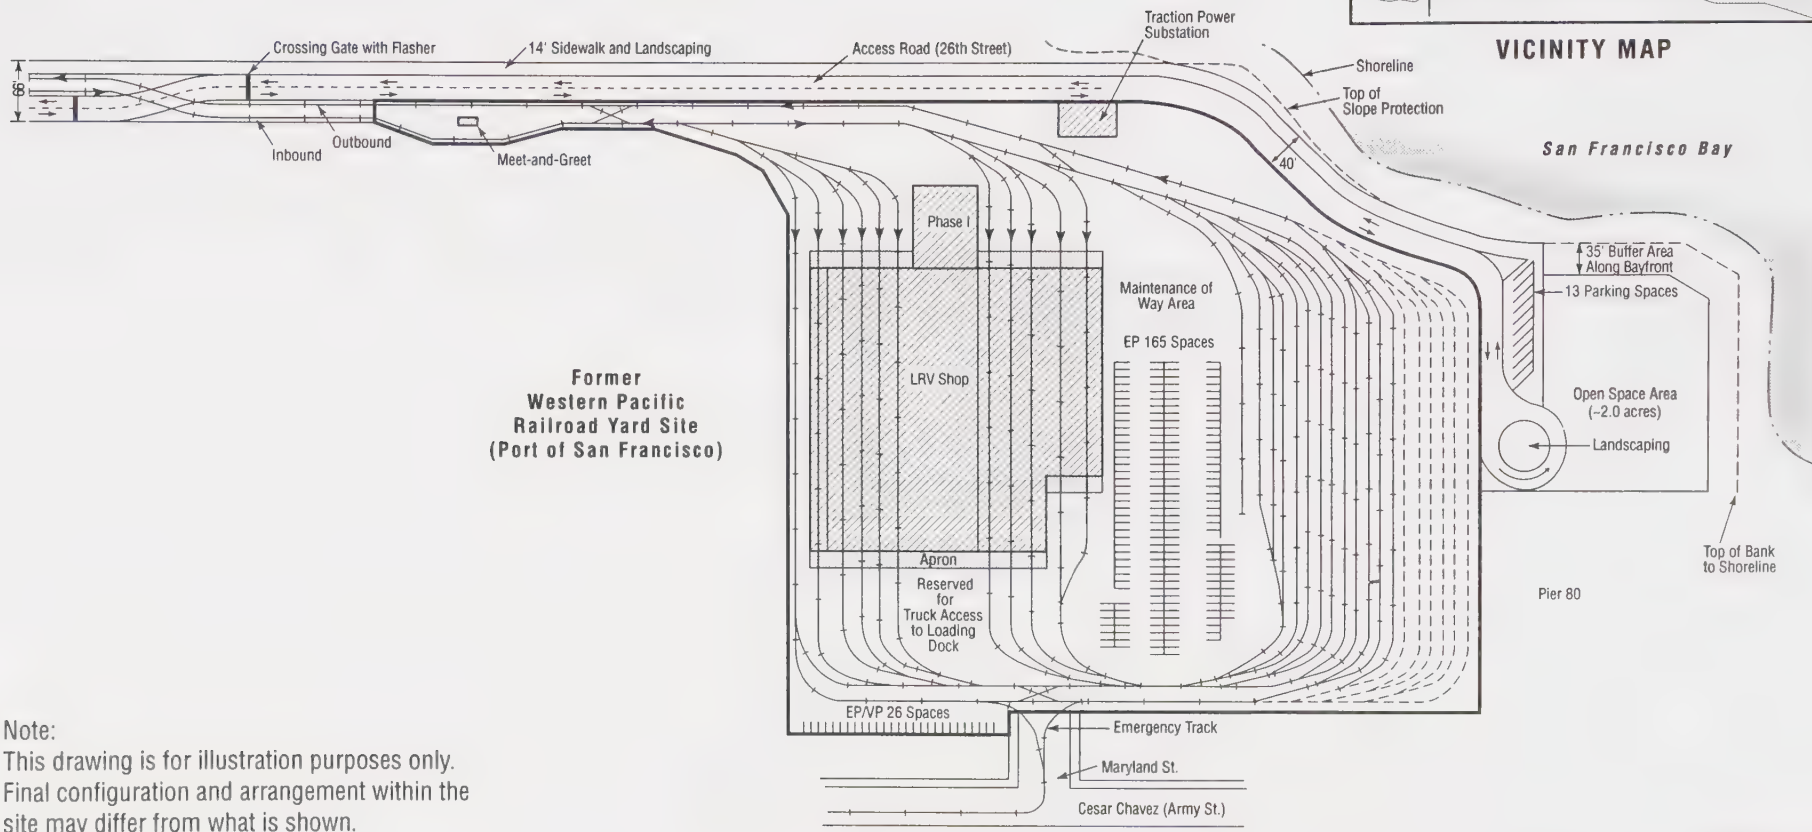 VICINITY MAP
Traction Power
Substation
Crossing Gate with Flasher
14' Sidewalk and Landscaping
Access Road (26th Street)
Shoreline
Top of
Slope Protection
San Francisco Bay
66'
Inbound
Outbound
Meet-and-Greet
40'
Phase I
35' Buffer Area
Along Bayfront
13 Parking Spaces
Maintenance of
Way Area
EP 165 Spaces
Former
Western Pacific
Railroad Yard Site
(Port of San Francisco)
LRV Shop
Open Space Area
(~2.0 acres)
Landscaping
Top of Bank
to Shoreline
Apron
Reserved
for
Truck Access
to Loading
Dock
Pier 80
EP/VP 26 Spaces
Emergency Track
Maryland St.
Cesar Chavez (Army St.)
Note:
This drawing is for illustration purposes only.
Final configuration and arrangement within the
site may differ from what is shown.